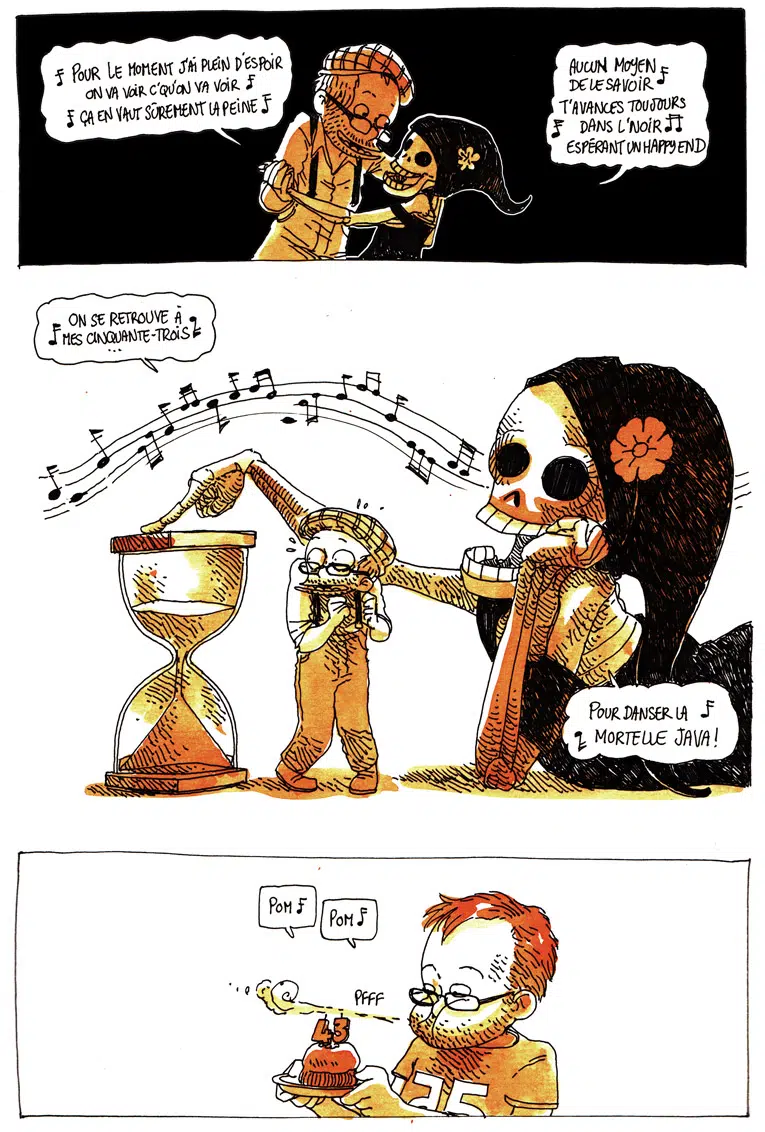 POUR LE MOMENT J'AI PLEIN D'ESPOIR
ON VA VOIR C'QU'ON VA VOIR
ÇA EN VAUT SÛREMENT LA PEINE
AUCUN MOYEN
DE LE SAVOIR
T'AVANCES TOUJOURS
DANS L'NOIR
ESPÉRANT UN HAPPY END
ON SE RETROUVE À
MES CINQUANTE-TROIS
...
POUR DANSER LA
MORTELLE JAVA!
POM
POM
PFFF
43
35